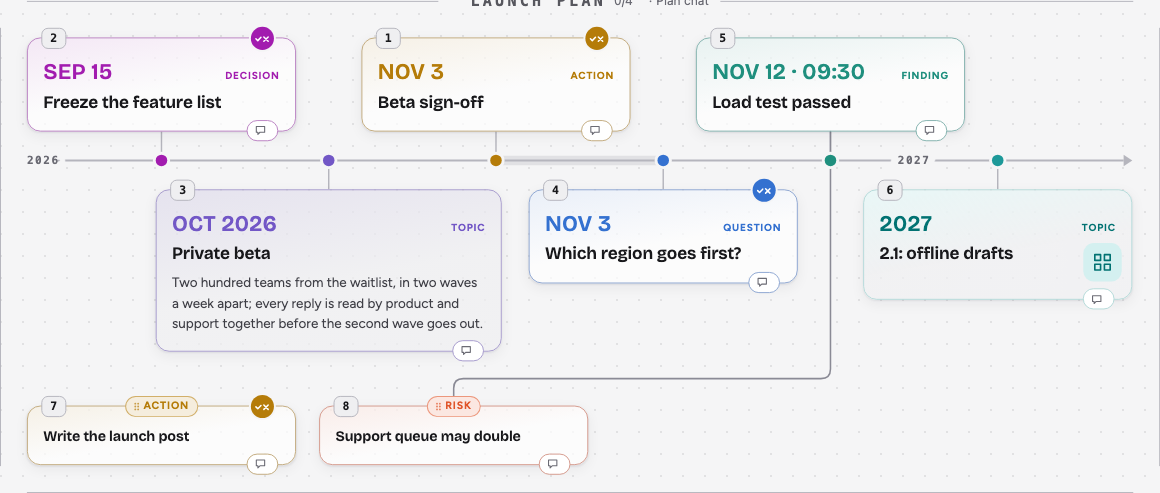 LAUNCH PLAN 0/4 · Plan chat
2
SEP 15
DECISION
Freeze the feature list
1
NOV 3
ACTION
Beta sign-off
5
NOV 12 · 09:30
FINDING
Load test passed
2026
2027
3
OCT 2026
TOPIC
Private beta
Two hundred teams from the waitlist, in two waves
a week apart; every reply is read by product and
support together before the second wave goes out.
4
NOV 3
QUESTION
Which region goes first?
6
2027
TOPIC
2.1: offline drafts
7
ACTION
Write the launch post
8
RISK
Support queue may double